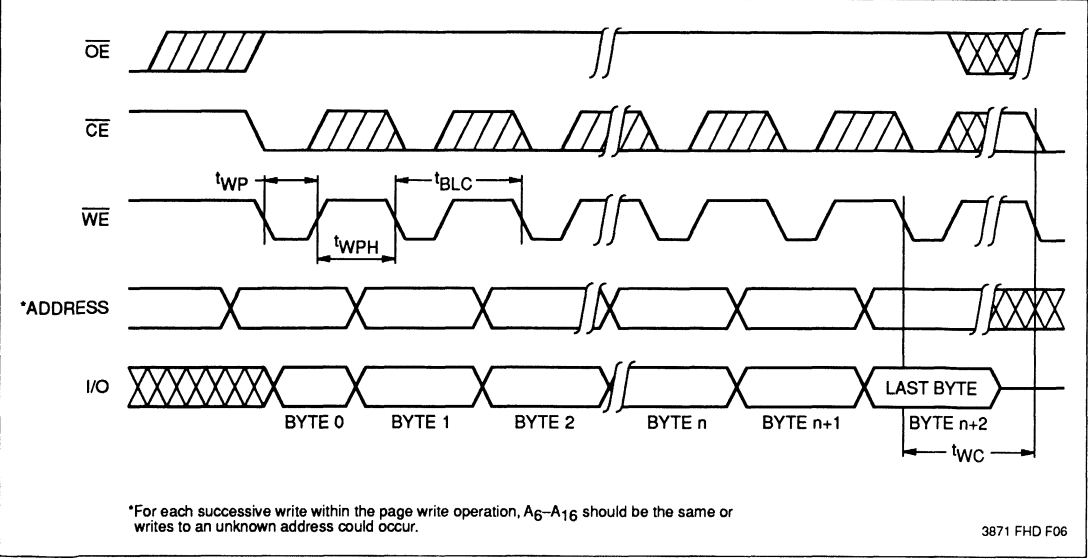 OE
CE
tWP
tBLC
WE
tWPH
*ADDRESS
I/O
LAST BYTE
BYTE 0 BYTE 1 BYTE 2 BYTE n BYTE n+1 BYTE n+2
tWC
*For each successive write within the page write operation, A6–A16 should be the same or
writes to an unknown address could occur.
3871 FHD F06